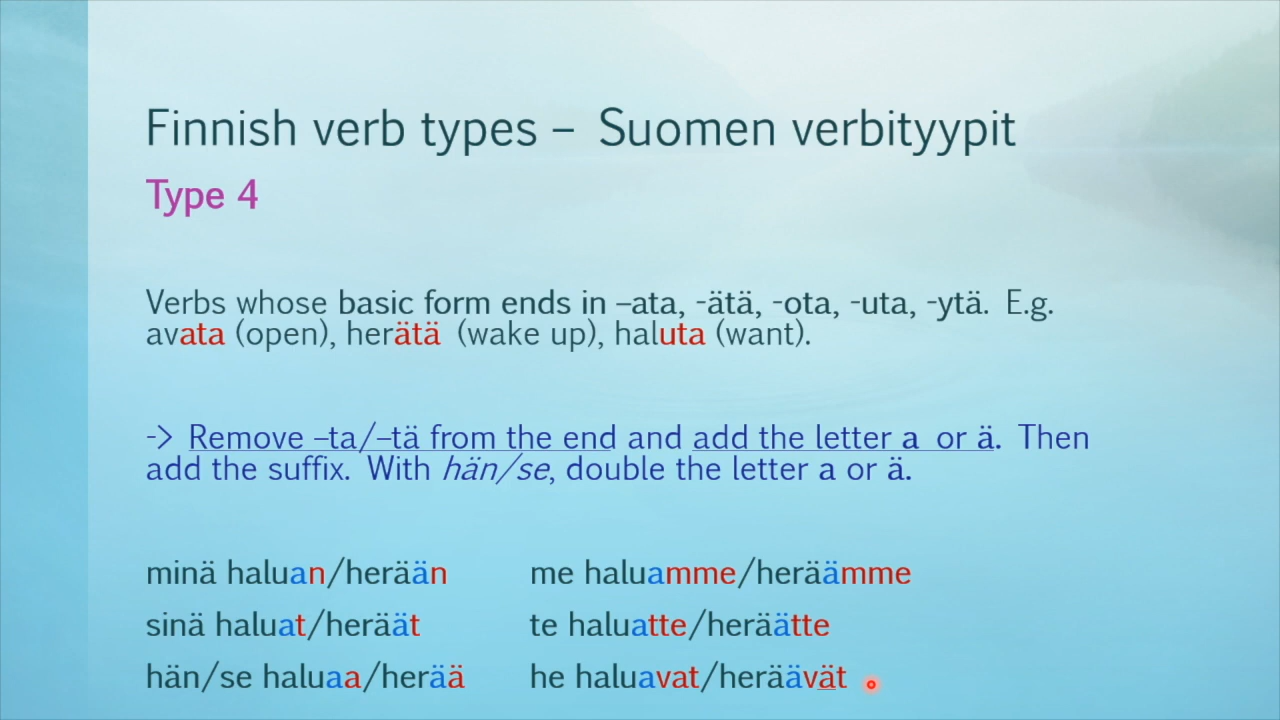 Finnish verb types – Suomen verbityypit
Type 4
Verbs whose basic form ends in –ata, -ätä, -ota, -uta, -ytä. E.g.
avata (open), herätä (wake up), haluta (want).
-> Remove –ta/–tä from the end and add the letter a or ä. Then
add the suffix. With hän/se, double the letter a or ä.
minä haluan/herään me haluamme/heräämme
sinä haluat/heräät te haluatte/heräätte
hän/se haluaa/herää he haluavat/heräävät